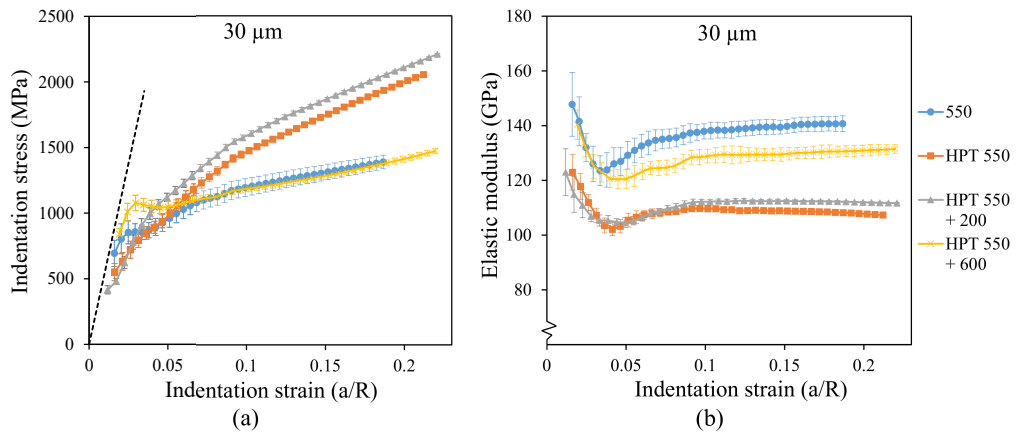 30 µm
Indentation stress (MPa)
2500
2000
1500
1000
500
0
0
0.05
0.1
0.15
0.2
Indentation strain (a/R)
(a)
30 µm
Elastic modulus (GPa)
160
140
120
100
80
0
0.05
0.1
0.15
0.2
Indentation strain (a/R)
(b)
550
HPT 550
HPT 550
+ 200
HPT 550
+ 600